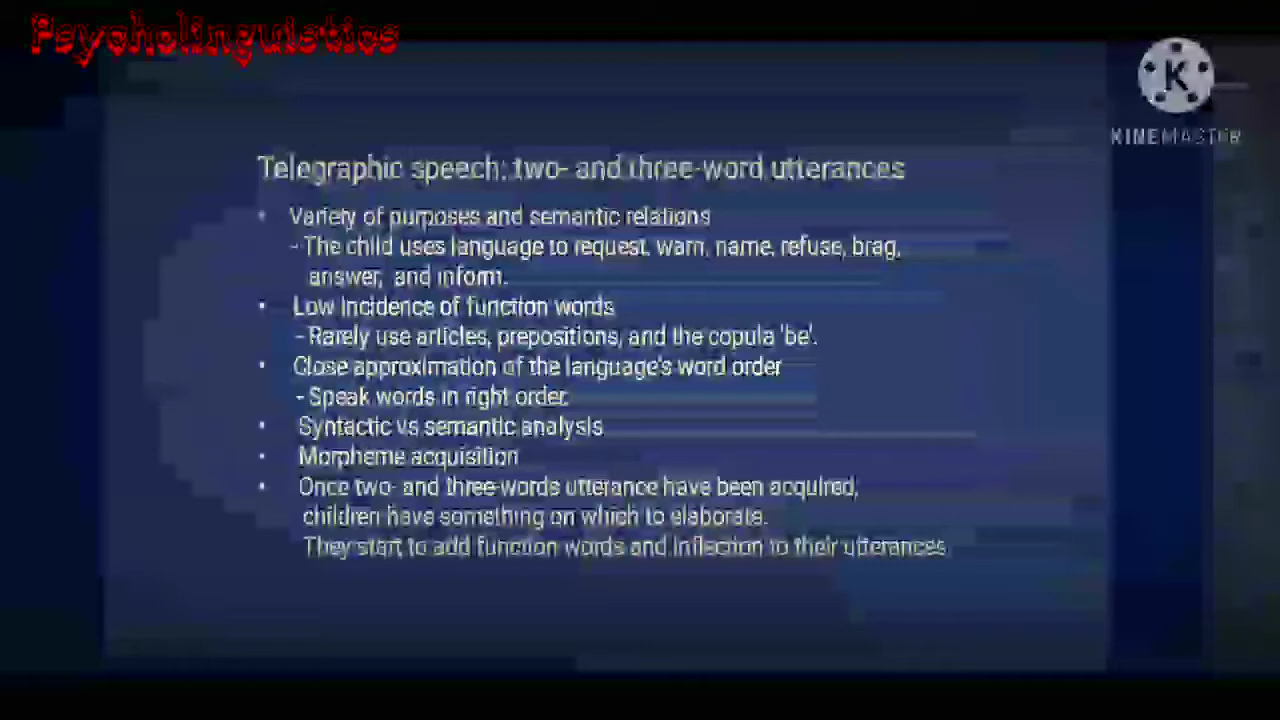 Psycholinguistics
K
KINEMASTER
Telegraphic speech: two- and three-word utterances
• Variety of purposes and semantic relations
- The child uses language to request, warn, name, refuse, brag,
answer, and inform.
• Low incidence of function words
- Rarely use articles, prepositions, and the copula 'be'.
• Close approximation of the language's word order
- Speak words in right order.
• Syntactic vs semantic analysis
• Morpheme acquisition
• Once two- and three-words utterance have been acquired,
children have something on which to elaborate.
They start to add function words and inflection to their utterances